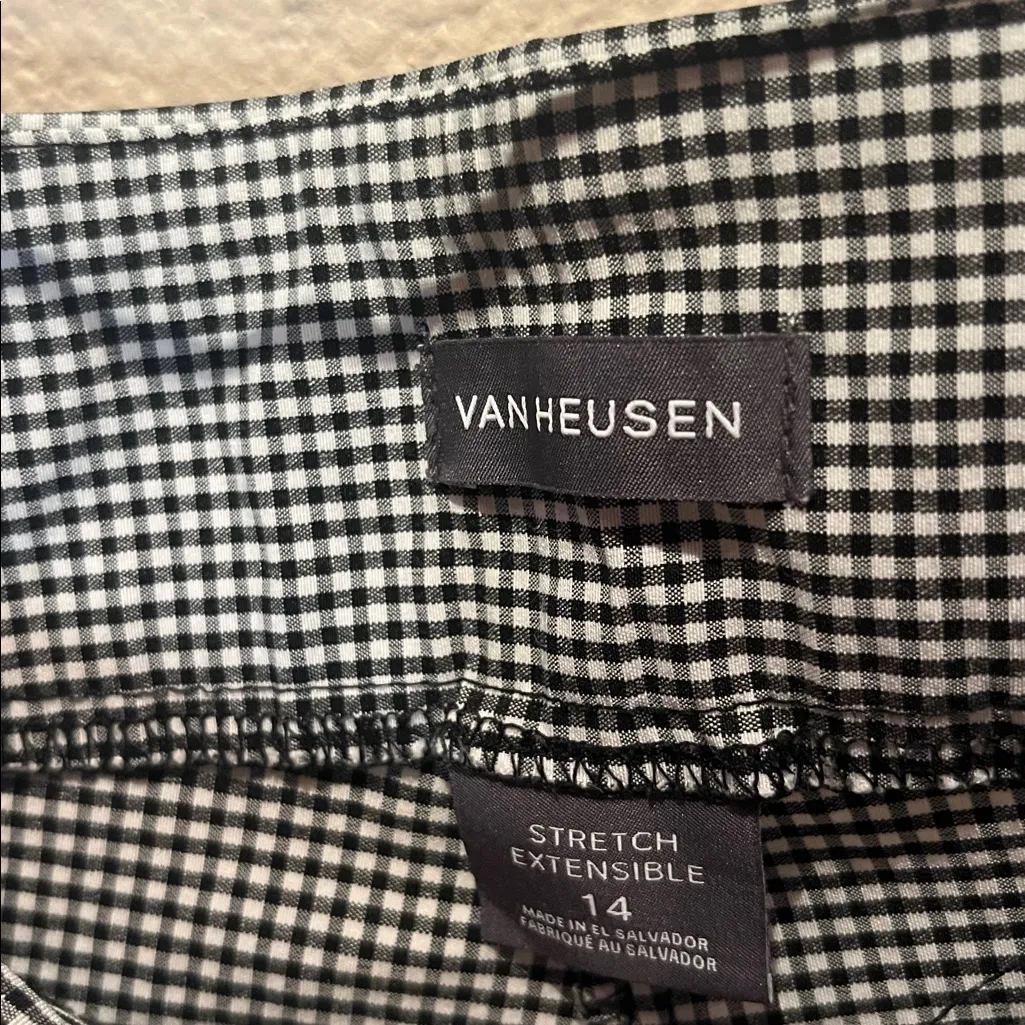 VANHEUSEN
STRETCH
EXTENSIBLE
14
MADE IN EL SALVADOR
FABRIQUÉ AU SALVADOR